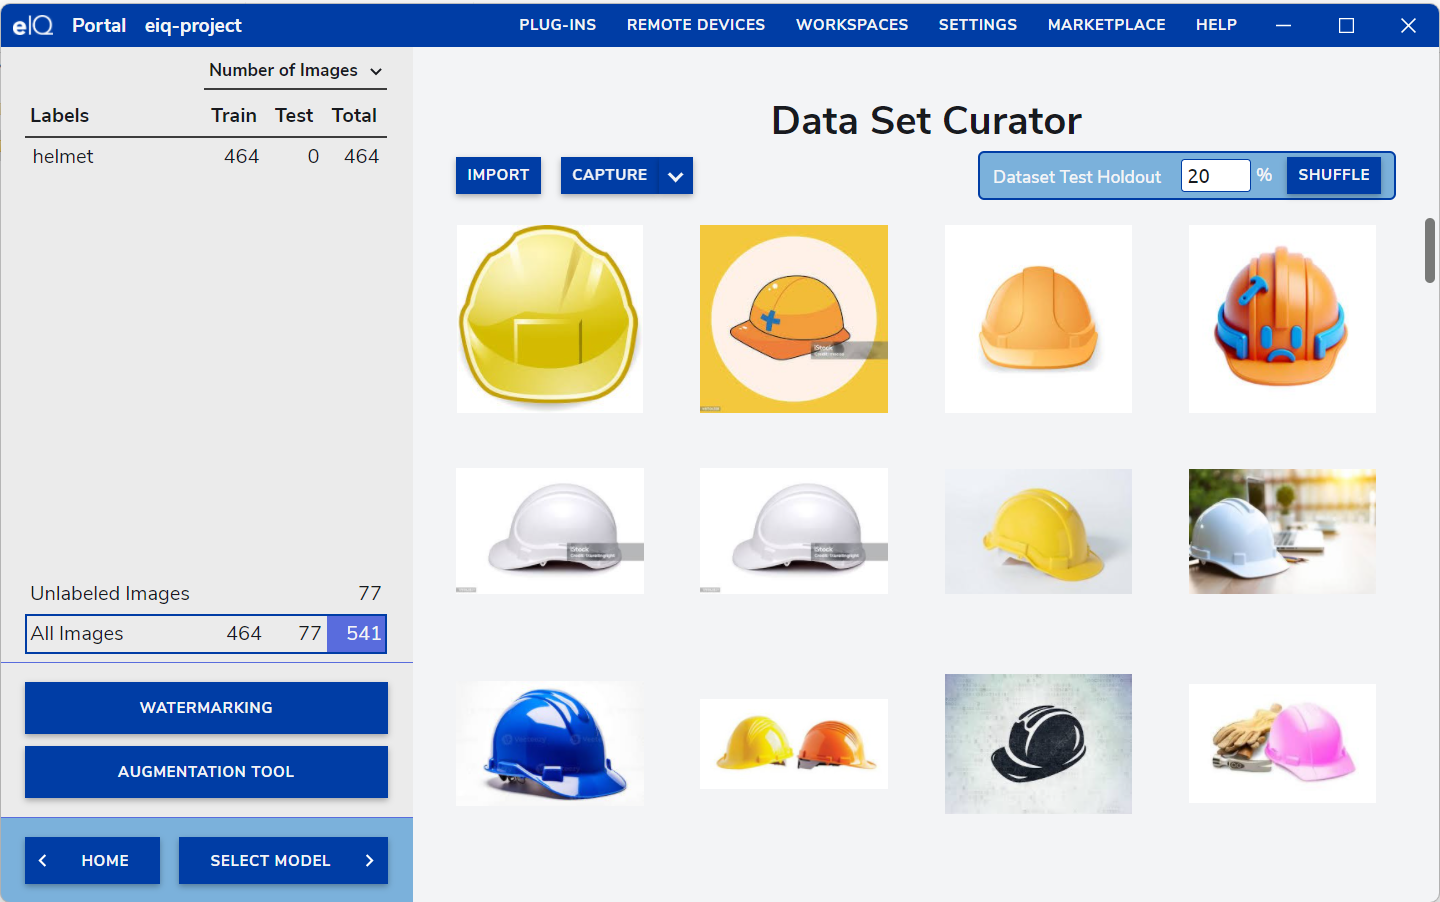 eIQ Portal eiq-project PLUG-INS REMOTE DEVICES WORKSPACES SETTINGS MARKETPLACE HELP
Number of Images
Labels Train Test Total
helmet 464 0 464
Unlabeled Images 77
All Images 464 77 541
WATERMARKING
AUGMENTATION TOOL
HOME SELECT MODEL
Data Set Curator
IMPORT CAPTURE Dataset Test Holdout 20 % SHUFFLE
iStock
iStock
iStock